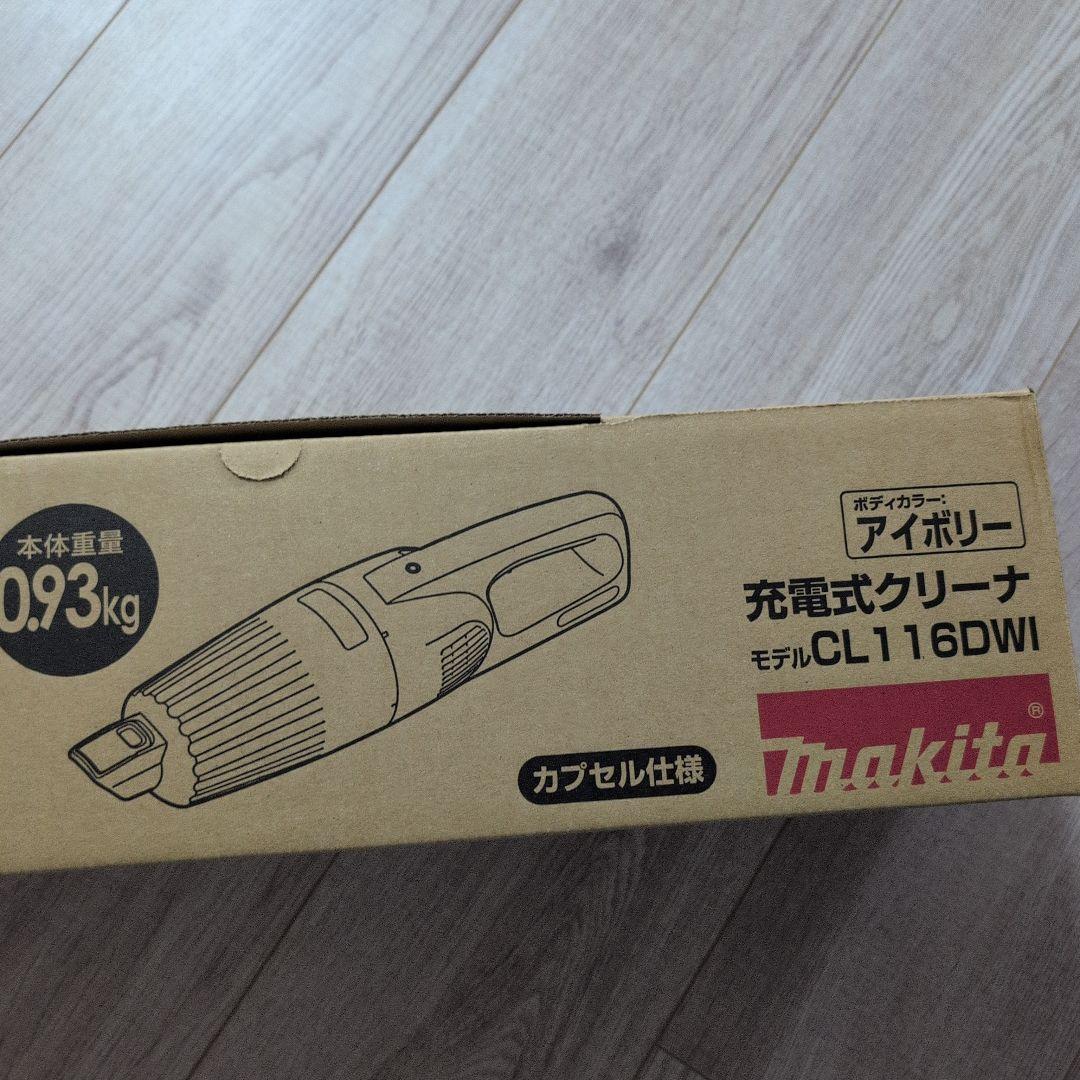 本体重量
0.93kg
ボディカラー:
アイボリー
充電式クリーナ
モデルCL116DWI
カプセル仕様
makita®